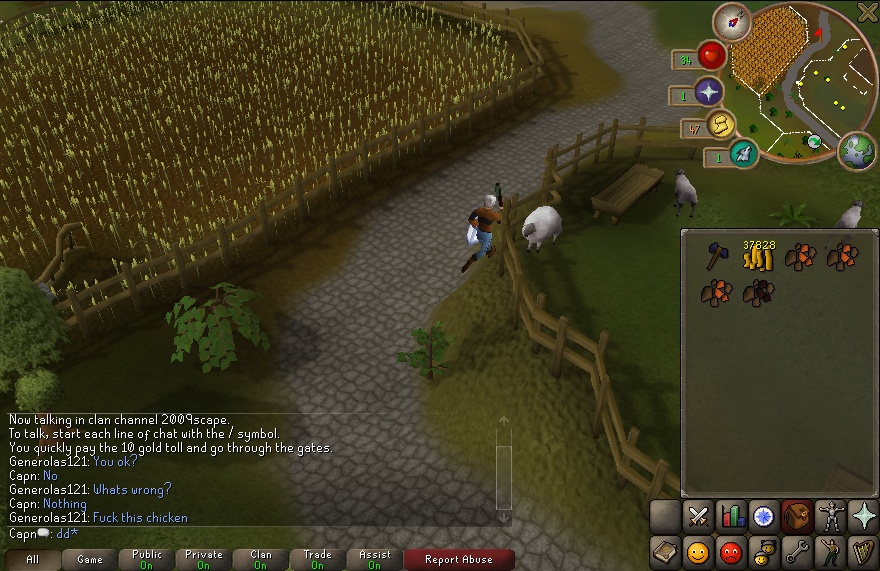 34
1
47
1
37828
Now talking in clan channel 2009scape.
To talk, start each line of chat with the / symbol.
You quickly pay the 10 gold toll and go through the gates.
Generolas121: You ok?
Capn: No
Generolas121: Whats wrong?
Capn: Nothing
Generolas121: Fuck this chicken
Capn: dd*
All Game Public On Private On Clan On Trade On Assist On Report Abuse